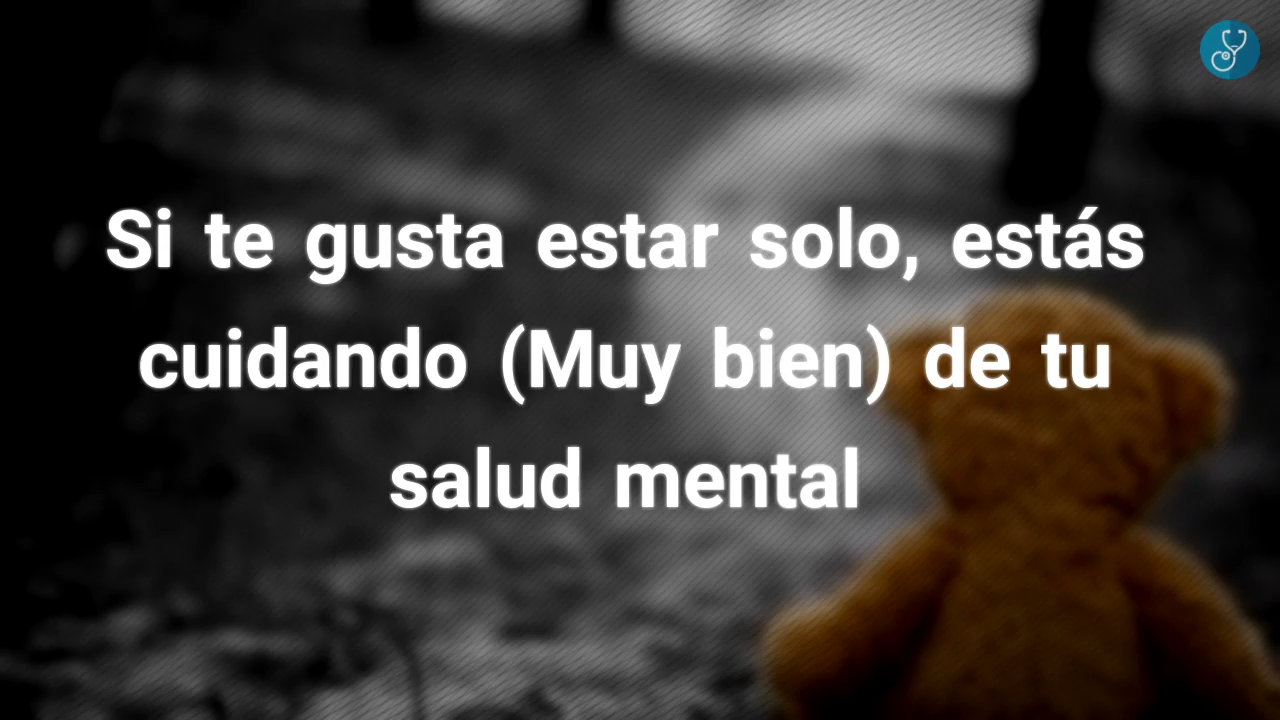 Si te gusta estar solo, estás
cuidando (Muy bien) de tu
salud mental